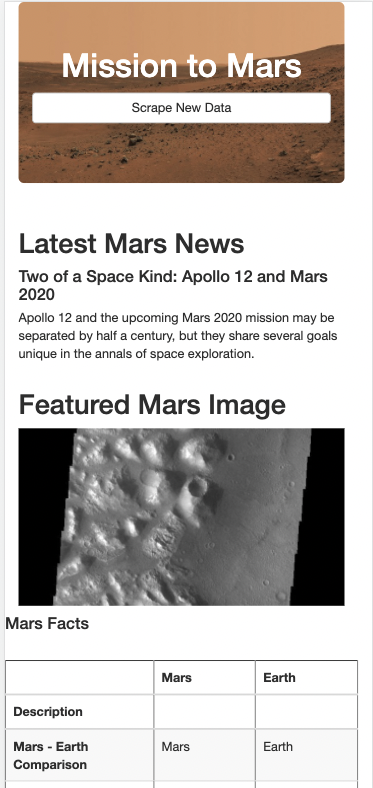 Mission to Mars
Scrape New Data
Latest Mars News
Two of a Space Kind: Apollo 12 and Mars
2020
Apollo 12 and the upcoming Mars 2020 mission may be
separated by half a century, but they share several goals
unique in the annals of space exploration.
Featured Mars Image
Mars Facts
Mars Earth
Description
Mars - Earth
Comparison Mars Earth